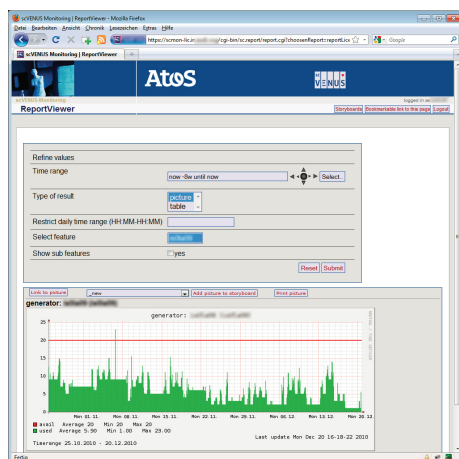 scVENUS Monitoring | ReportViewer - Mozilla Firefox
Datei Bearbeiten Ansicht Chronik Lesezeichen Extras Hilfe
https://scmon-lic.in /cgi-bin/sc.report/report.cgi?choosenReport=reportLice
Google
scVENUS Monitoring | ReportViewer
Atos
VENUS
scVENUS-Monitoring
logged in as
ReportViewer
Storyboards Bookmarkable link to this page Logout
Refine values
Time range
now -8w until now
Select..
Type of result
picture
table
Restrict daily time range (HH:MM-HH:MM)
Select feature
Show sub features
yes
Reset Submit
Link to picture
_new
Add picture to storyboard
Print picture
generator:
generator:
25
20
15
10
5
0
Mon 01.11. Mon 08.11. Mon 15.11. Mon 22.11. Mon 29.11. Mon 06.12. Mon 13.12. Mon 20.12.
avail Average 20 Min 20 Max 20
used Average 5.90 Min 1.00 Max 23.00
Last update Mon Dec 20 16-18-22 2010
Timerange 25.10.2010 - 20.12.2010
Fertig